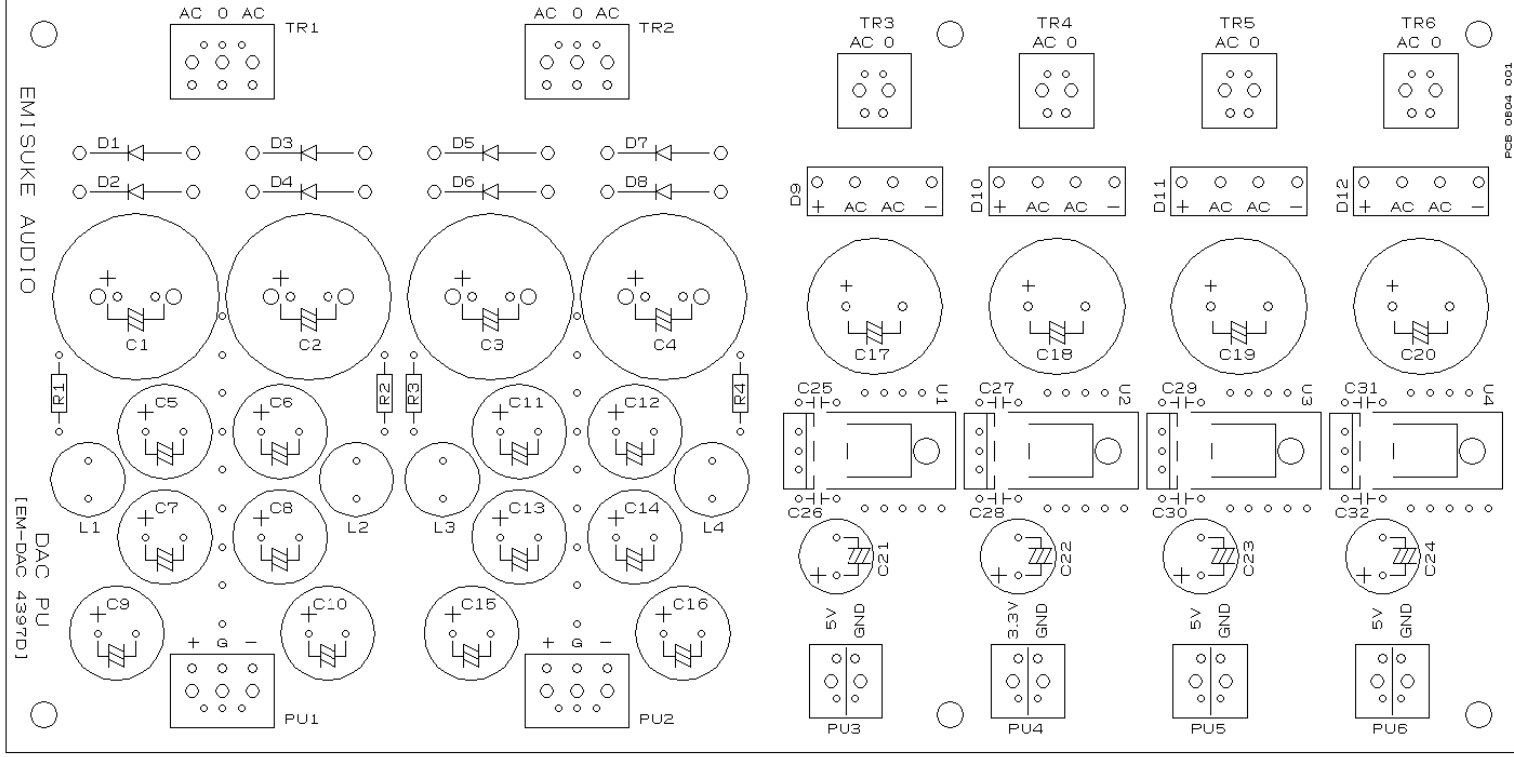 AC 0 AC
TR1
AC 0 AC
TR2
TR3
AC 0
TR4
AC 0
TR5
AC 0
TR6
AC 0
PCB 0B04 001
EMISUKE AUDIO
D1
D3
D5
D7
D2
D4
D6
D8
D9
+ AC AC -
D10
+ AC AC -
D11
+ AC AC -
D12
+ AC AC -
+
C1
+
C2
+
C3
+
C4
+
C17
+
C18
+
C19
+
C20
R1
R2
R3
R4
C25
U1
C27
U2
C29
U3
C31
U4
+C5
+C6
+C11
+C12
L1
L2
L3
L4
+C7
+C8
+C13
+C14
C26
C28
C30
C32
+
C21
+
C22
+
C23
+
C24
DAC PU
[EM-DAC 4397D]
+C9
+C10
+C15
+C16
+ G -
+ G -
5V
GND
3.3V
GND
5V
GND
5V
GND
PU1
PU2
PU3
PU4
PU5
PU6